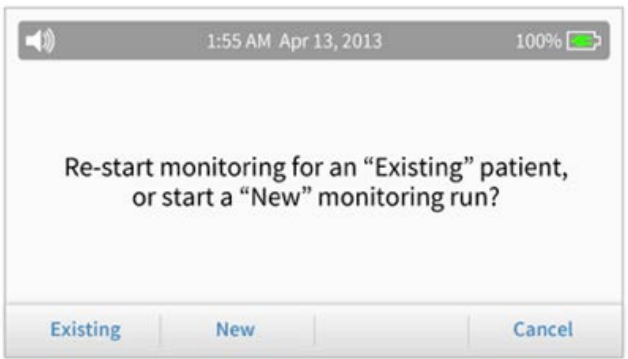 1:55 AM Apr 13, 2013 100%
Re-start monitoring for an “Existing” patient,
or start a “New” monitoring run?
Existing New Cancel